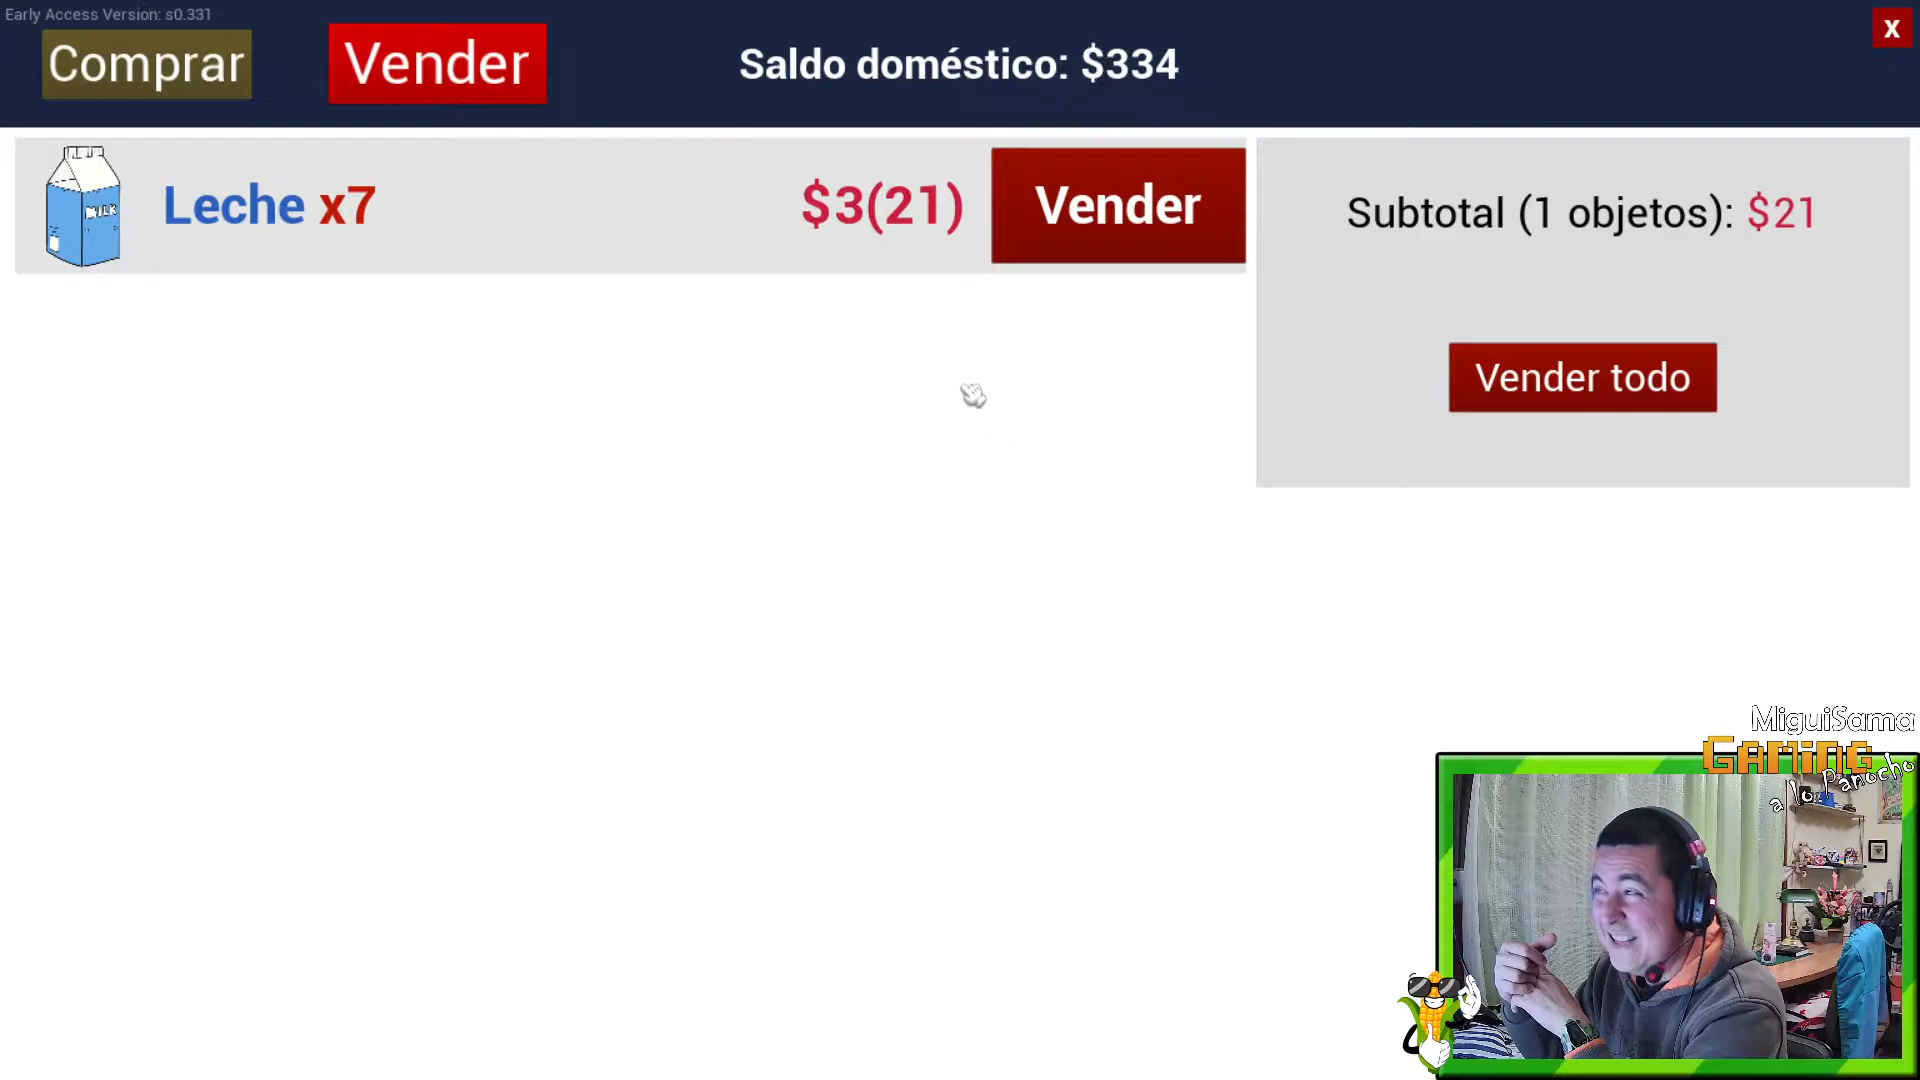 Early Access Version: s0.331
Comprar
Vender
Saldo doméstico: $334
X
MILK
Leche x7
$3(21)
Vender
Subtotal (1 objetos): $21
Vender todo
MiguiSama
GAMING
a lo Panocho